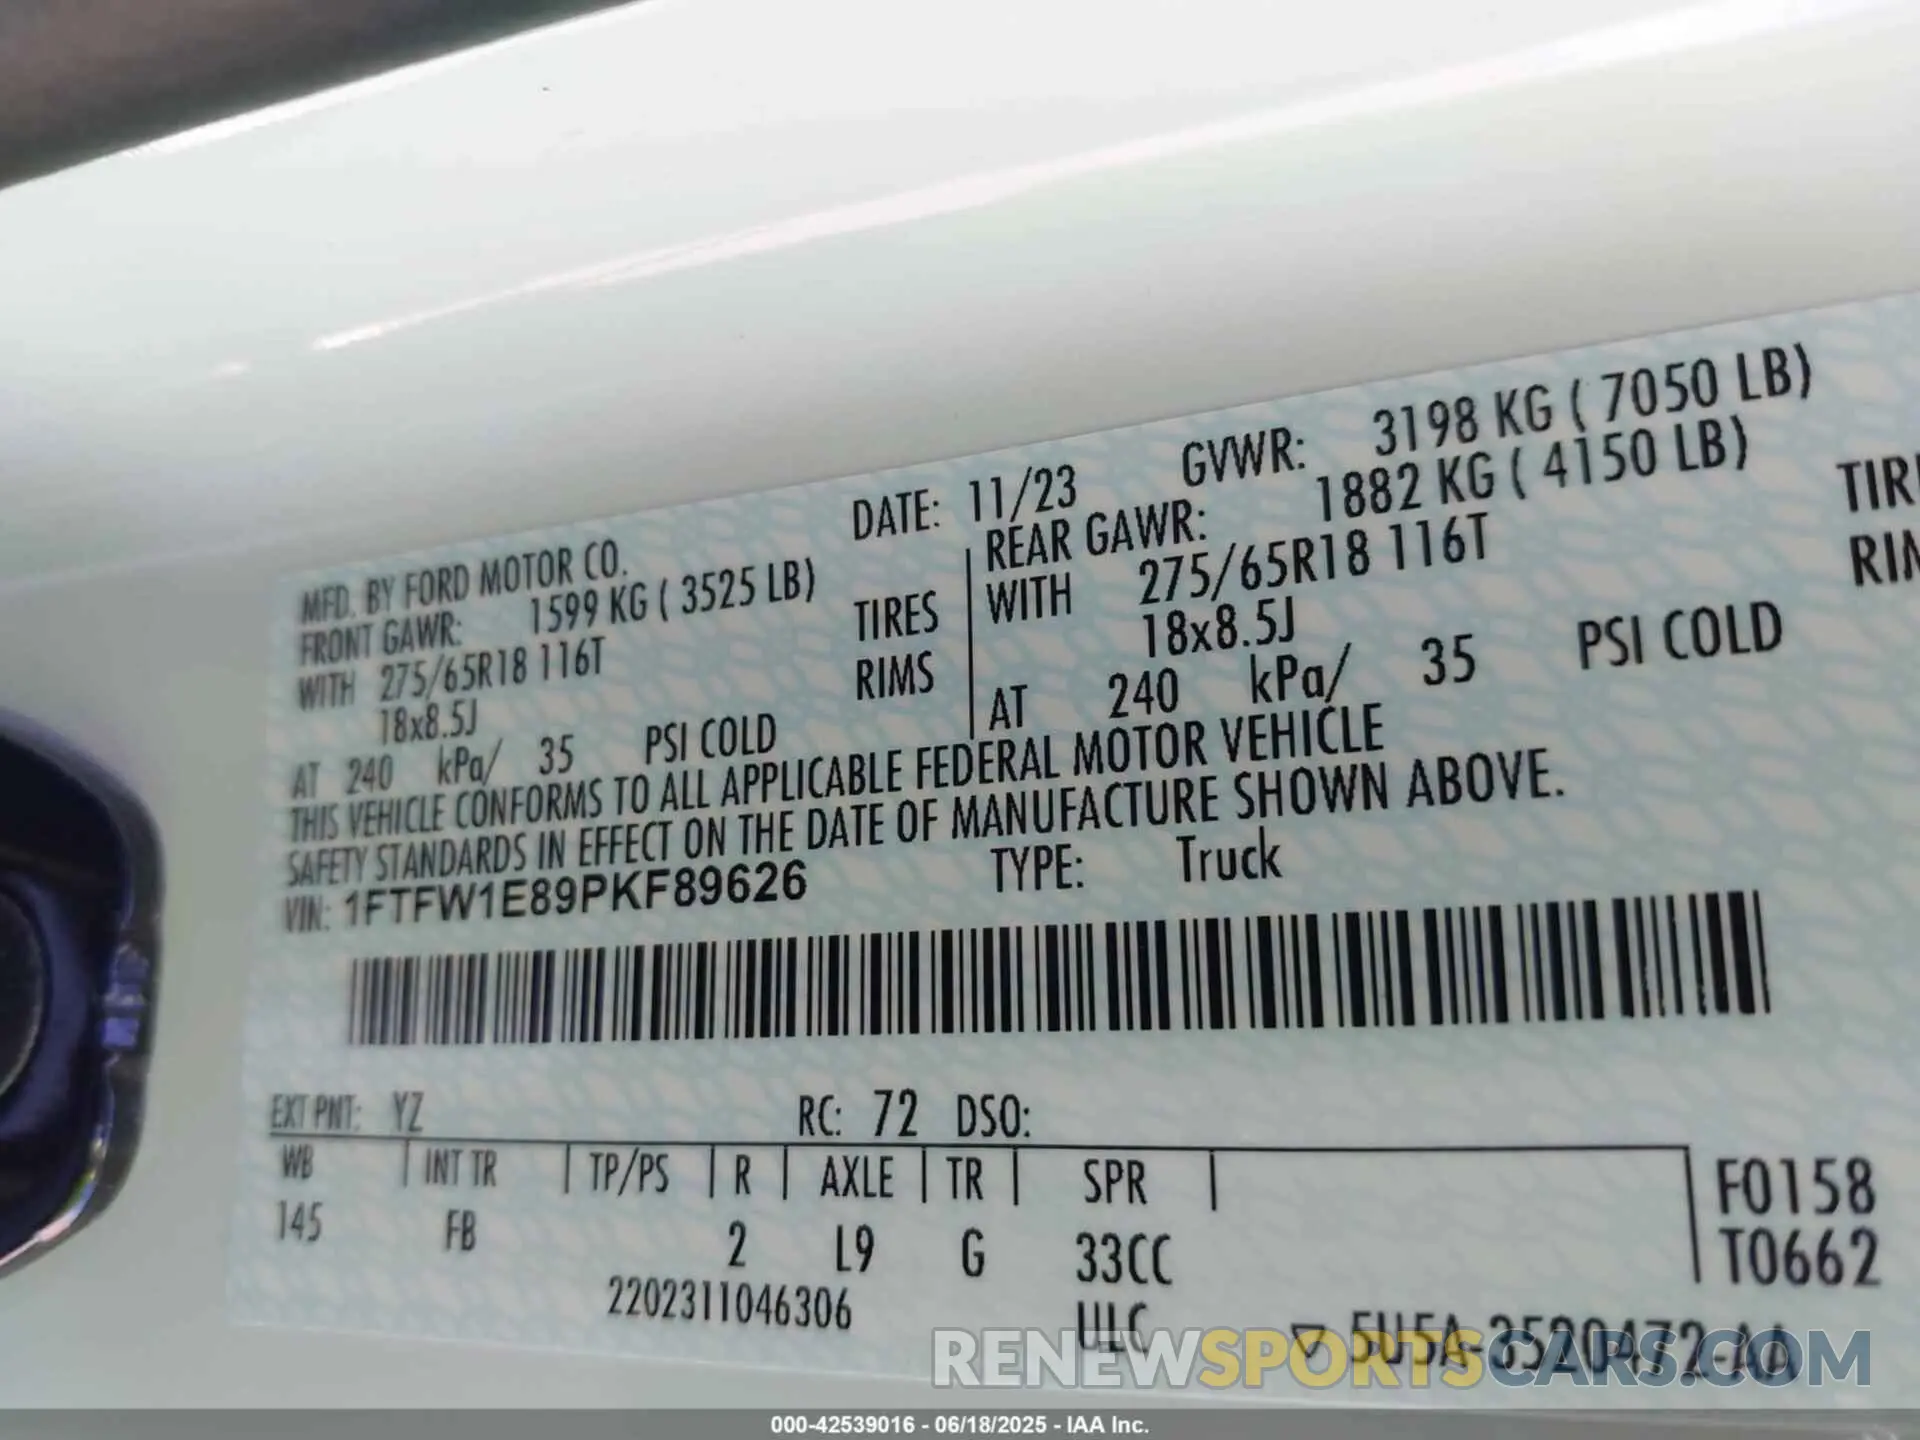 DATE: 11/23 GVWR: 3198 KG ( 7050 LB)
MFD. BY FORD MOTOR CO.
FRONT GAWR: 1599 KG ( 3525 LB) REAR GAWR: 1882 KG ( 4150 LB)
WITH 275/65R18 116T TIRES WITH 275/65R18 116T
18x8.5J RIMS 18x8.5J
AT 240 kPa/ 35 PSI COLD AT 240 kPa/ 35 PSI COLD
THIS VEHICLE CONFORMS TO ALL APPLICABLE FEDERAL MOTOR VEHICLE
SAFETY STANDARDS IN EFFECT ON THE DATE OF MANUFACTURE SHOWN ABOVE.
VIN: 1FTFW1E89PKF89626 TYPE: Truck
EXT PNT: YZ RC: 72 DSO:
WB INT TR TP/PS R AXLE TR SPR F0158
145 FB 2 L9 G 33CC T0662
2202311046306 ULC 5U5A-3520472-AA
RENEWSPORTSCARS.COM
000-42539016 - 06/18/2025 - IAA Inc.